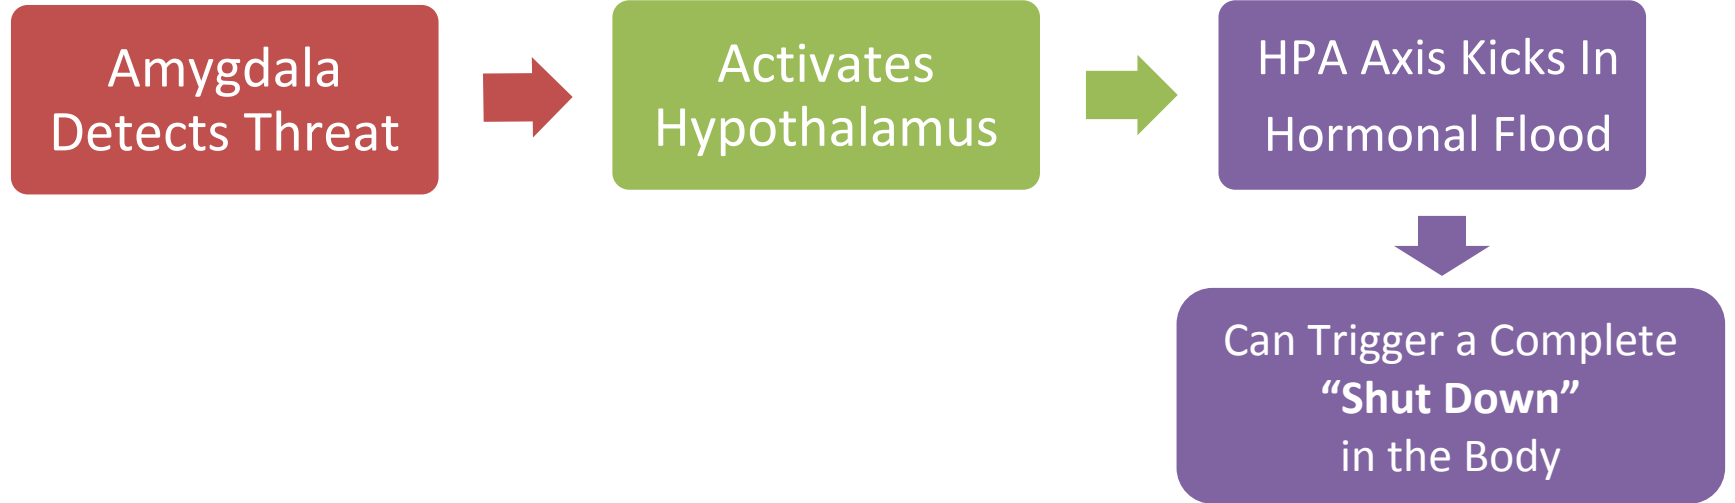 Amygdala
Detects Threat
Activates
Hypothalamus
HPA Axis Kicks In
Hormonal Flood
Can Trigger a Complete
“Shut Down”
in the Body